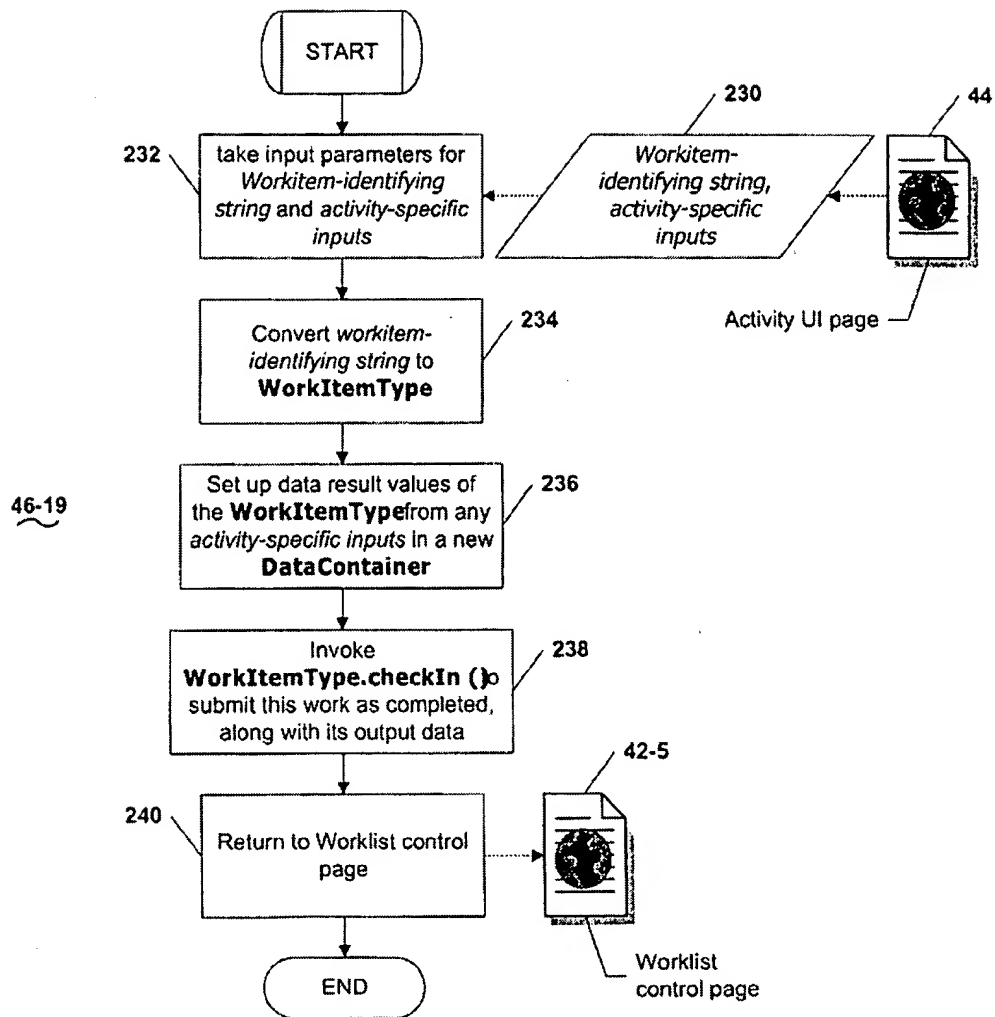 START
230
44
232
take input parameters for
Workitem-identifying
string and activity-specific
inputs
Workitem-
identifying string,
activity-specific
inputs
Activity UI page
Convert workitem-
identifying string to
WorkItemType
234
46-19
Set up data result values of
the WorkItemTypefrom any
activity-specific inputs in a new
DataContainer
236
Invoke
WorkItemType.checkIn ()o
submit this work as completed,
along with its output data
238
42-5
240
Return to Worklist control
page
Worklist
control page
END